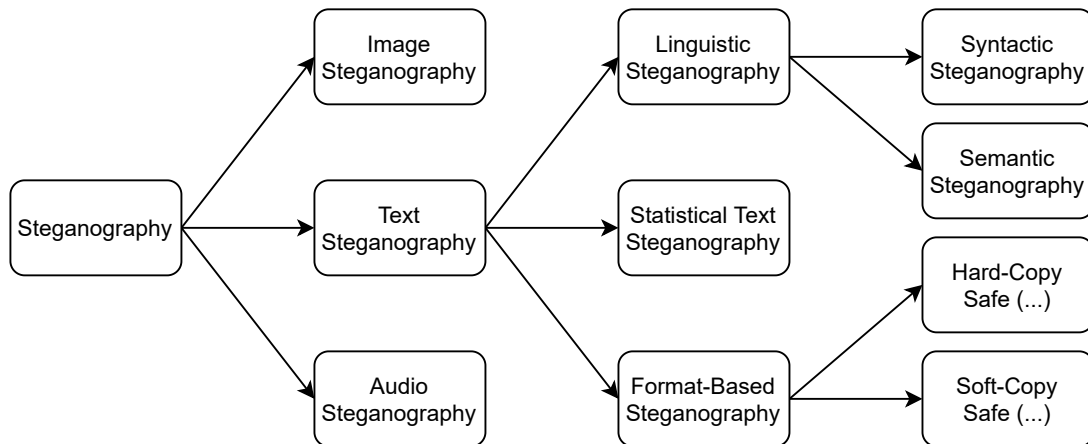 Steganography
Image
Steganography
Text
Steganography
Audio
Steganography
Linguistic
Steganography
Statistical Text
Steganography
Format-Based
Steganography
Syntactic
Steganography
Semantic
Steganography
Hard-Copy
Safe (...)
Soft-Copy
Safe (...)